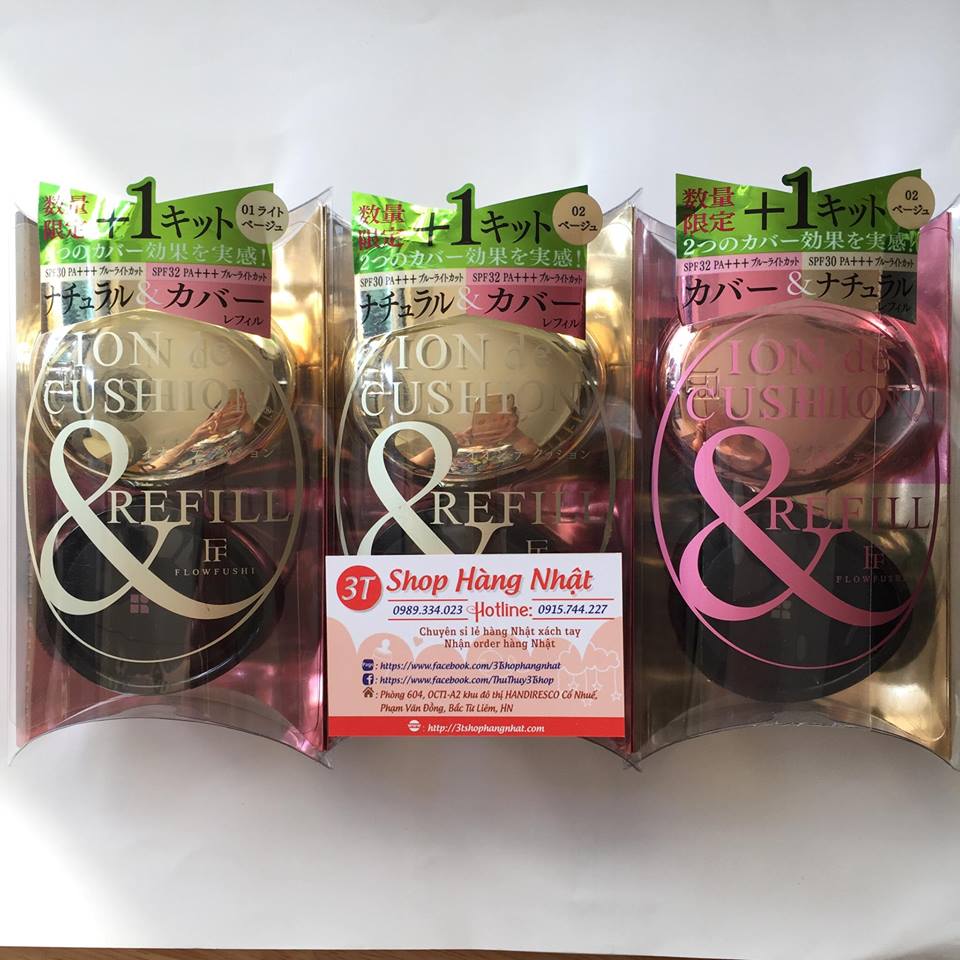 数量
限定
+1キット
01 ライト
ベージュ
2つのカバー効果を実感!
SPF30 PA+++ ブルーライトカット
SPF32 PA+++ ブルーライトカット
ナチュラル & カバー
レフィル
ION de
CUSHION
& REFILL
FLOWFUSHI
数量
限定
+1キット
02
ベージュ
2つのカバー効果を実感!
SPF30 PA+++ ブルーライトカット
SPF32 PA+++ ブルーライトカット
ナチュラル & カバー
レフィル
ION de
CUSHION
イオン デ クッション
& REFILL
FF
数量
限定
+1キット
02
ベージュ
2つのカバー効果を実感!
SPF32 PA+++ ブルーライトカット
SPF30 PA+++ ブルーライトカット
カバー & ナチュラル
レフィル
ION de
CUSHION
& REFILL
FLOWFUSHI
3T Shop Hàng Nhật
0989.334.023 Hotline: 0915.744.227
Chuyên sỉ lẻ hàng Nhật xách tay
Nhận order hàng Nhật
Page : https://www.facebook.com/3Tshophangnhat
f : https://www.facebook.com/ThuThuy3Tshop
: Phòng 604, OCT1-A2 khu đô thị HANDIRESCO Cổ Nhuế,
Phạm Văn Đồng, Bắc Từ Liêm, HN
www : http://3tshophangnhat.com